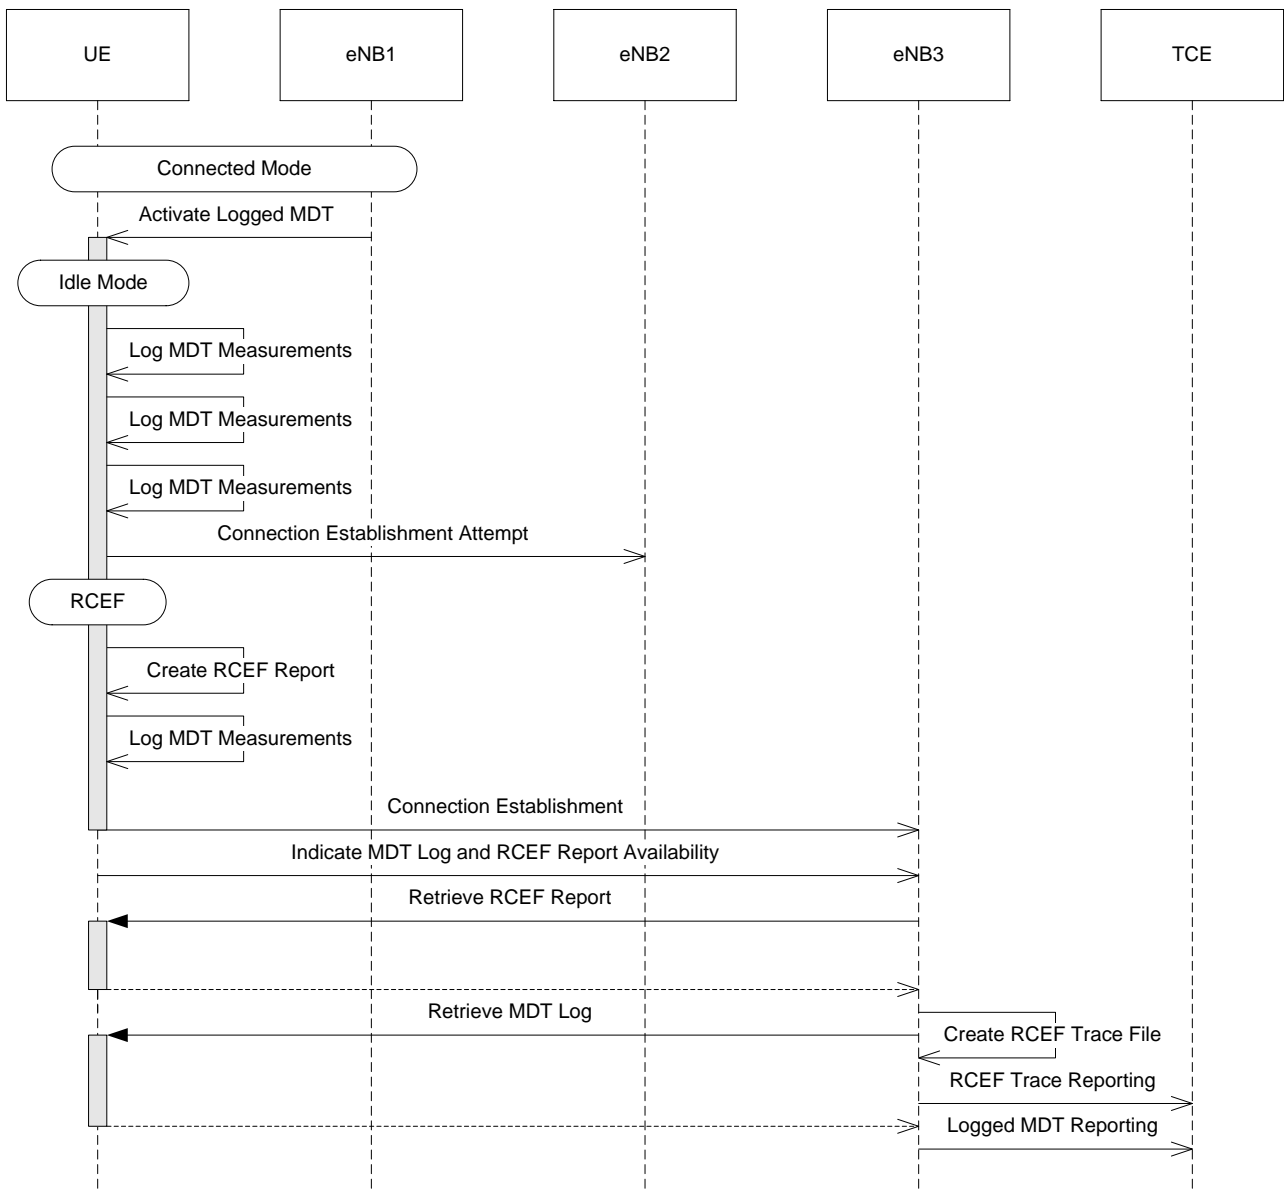 UE
eNB1
eNB2
eNB3
TCE
Connected Mode
Activate Logged MDT
Idle Mode
Log MDT Measurements
Log MDT Measurements
Log MDT Measurements
Connection Establishment Attempt
RCEF
Create RCEF Report
Log MDT Measurements
Connection Establishment
Indicate MDT Log and RCEF Report Availability
Retrieve RCEF Report
Retrieve MDT Log
Create RCEF Trace File
RCEF Trace Reporting
Logged MDT Reporting